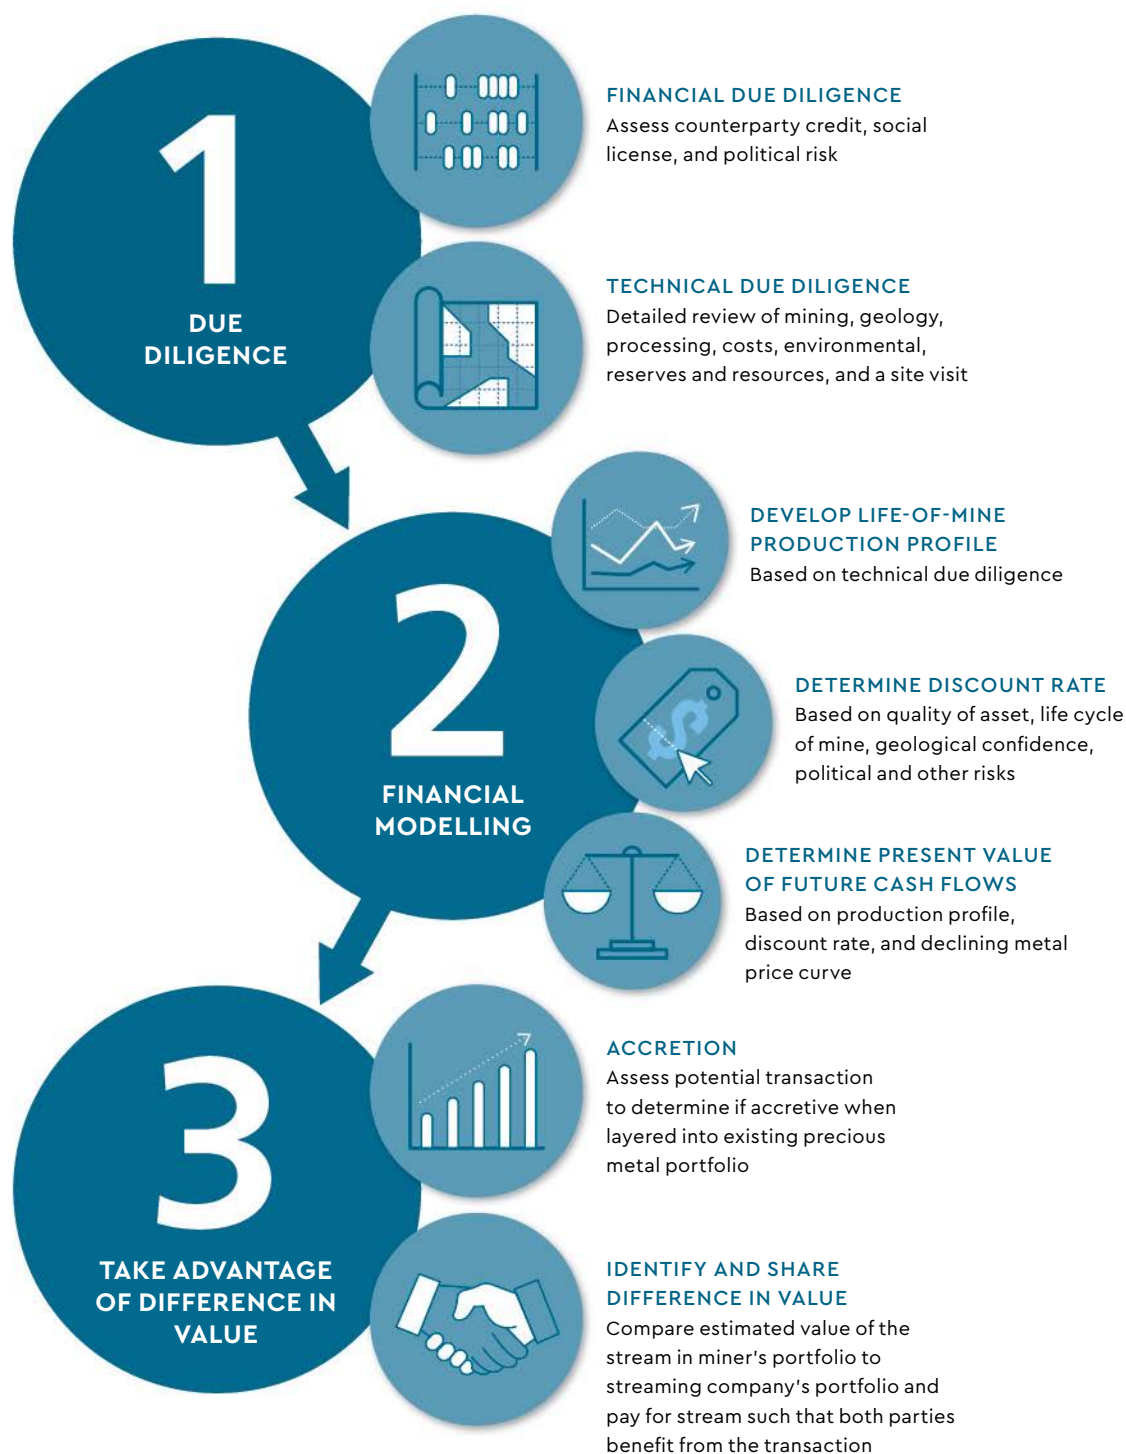 1
DUE
DILIGENCE
FINANCIAL DUE DILIGENCE
Assess counterparty credit, social
license, and political risk
TECHNICAL DUE DILIGENCE
Detailed review of mining, geology,
processing, costs, environmental,
reserves and resources, and a site visit
2
FINANCIAL
MODELLING
DEVELOP LIFE-OF-MINE
PRODUCTION PROFILE
Based on technical due diligence
DETERMINE DISCOUNT RATE
Based on quality of asset, life cycle
of mine, geological confidence,
political and other risks
$
DETERMINE PRESENT VALUE
OF FUTURE CASH FLOWS
Based on production profile,
discount rate, and declining metal
price curve
3
TAKE ADVANTAGE
OF DIFFERENCE IN
VALUE
ACCRETION
Assess potential transaction
to determine if accretive when
layered into existing precious
metal portfolio
IDENTIFY AND SHARE
DIFFERENCE IN VALUE
Compare estimated value of the
stream in miner's portfolio to
streaming company's portfolio and
pay for stream such that both parties
benefit from the transaction